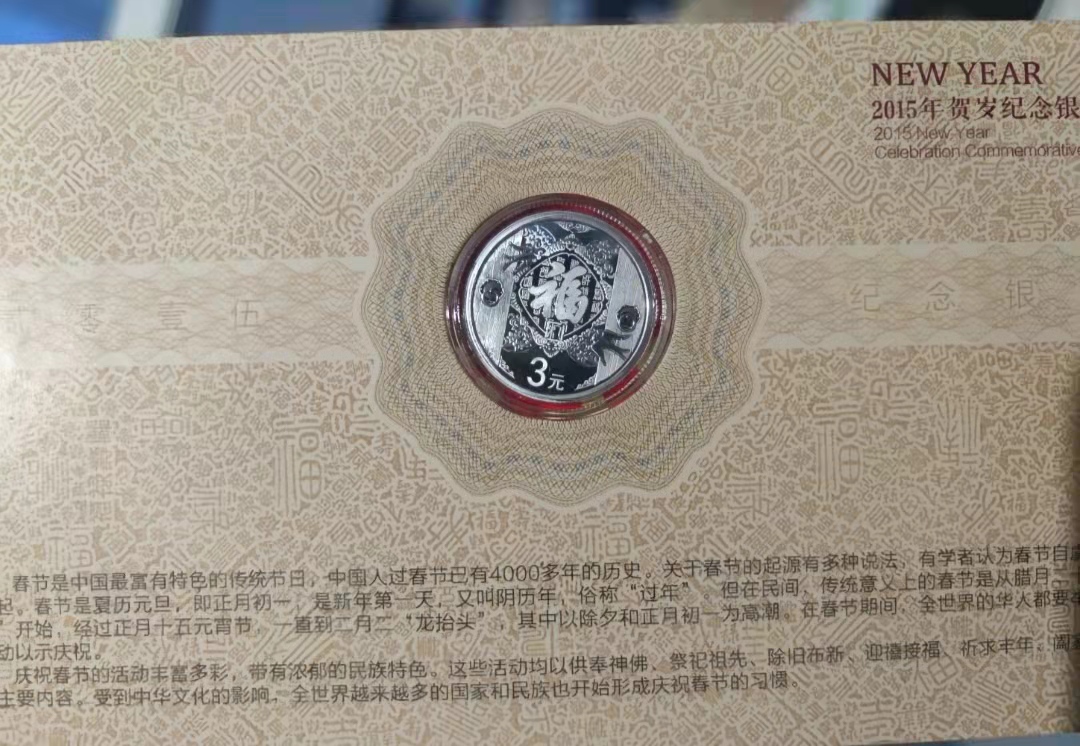 NEW YEAR
2015年贺岁纪念银
2015 New Year
Celebration Commemorative
零壹伍
纪念银
福
3元
春节是中国最富有特色的传统节日，中国人过春节已有4000多年的历史。关于春节的起源有多种说法，有学者认为春节自虞
起。春节是夏历元旦，即正月初一，是新年第一天，又叫阴历年，俗称“过年”。但在民间，传统意义上的春节是从腊月
”开始，经过正月十五元宵节，一直到二月二“龙抬头”，其中以除夕和正月初一为高潮。在春节期间，全世界的华人都要举
动以示庆祝。
庆祝春节的活动丰富多彩，带有浓郁的民族特色。这些活动均以供奉神佛、祭祀祖先、除旧布新、迎禧接福、祈求丰年、阖家
主要内容。受到中华文化的影响，全世界越来越多的国家和民族也开始形成庆祝春节的习惯。